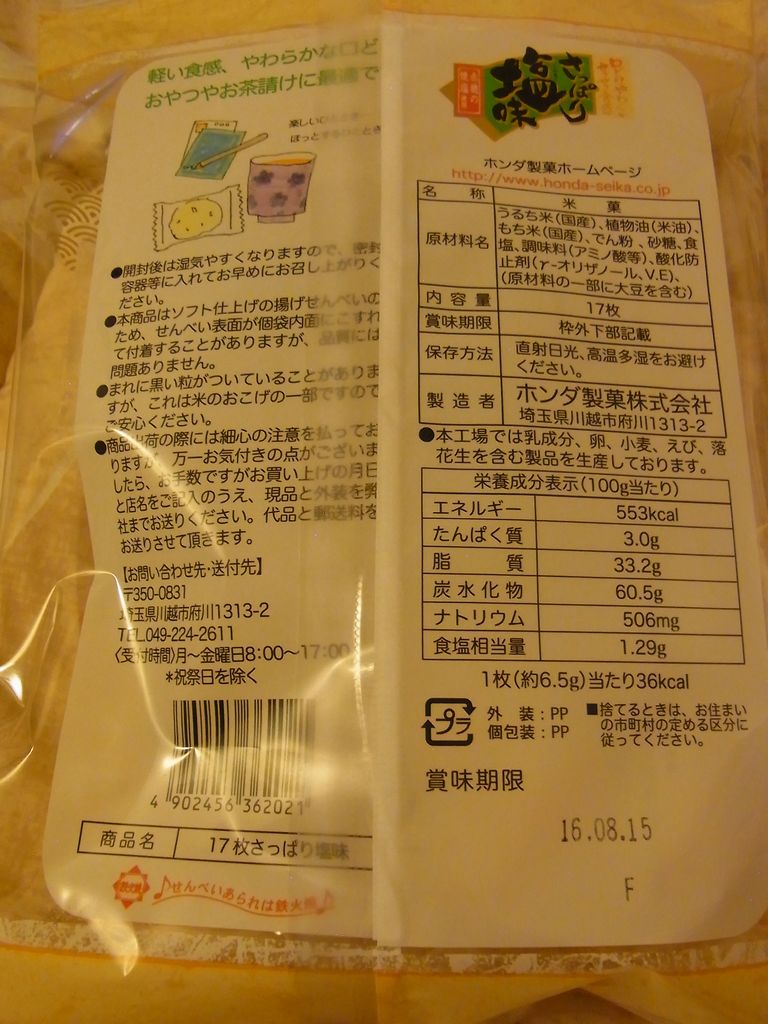 軽い食感、やわらかな口ど
おやつやお茶請けに最適で
楽しいひととき
ほっとするひととき
●開封後は湿気やすくなりますので、密封
容器等に入れてお早めにお召し上がりく
ださい。
●本商品はソフト仕上げの揚げせんべいの
ため、せんべい表面が個袋内面にこすれ
て付着することがありますが、品質には
問題ありません。
●まれに黒い粒がついていることがありま
すが、これは米のおこげの一部ですので
ご安心ください。
●商品出荷の際には細心の注意を払ってお
りますが、万一お気付きの点がございま
したら、お手数ですがお買い上げの月日
と店名をご記入のうえ、現品と外装を弊
社までお送りください。代品と郵送料を
お送りさせて頂きます。
【お問い合わせ先・送付先】
〒350-0831
埼玉県川越市府川1313-2
TEL.049-224-2611
〈受付時間〉月〜金曜日8:00〜17:00
*祝祭日を除く
4 902456 362021
商品名 17枚さっぱり塩味
せんべいあられは鉄火焼
さっぱり
塩味
ホンダ製菓ホームページ
http://www.honda-seika.co.jp
名称 米菓
原材料名 うるち米(国産)、植物油(米油)、
もち米(国産)、でん粉、砂糖、食
塩、調味料(アミノ酸等)、酸化防
止剤(γ-オリザノール、V.E)、
(原材料の一部に大豆を含む)
内容量 17枚
賞味期限 枠外下部記載
保存方法 直射日光、高温多湿をお避け
ください。
製造者 ホンダ製菓株式会社
埼玉県川越市府川1313-2
●本工場では乳成分、卵、小麦、えび、落
花生を含む製品を生産しております。
栄養成分表示(100g当たり)
エネルギー 553kcal
たんぱく質 3.0g
脂質 33.2g
炭水化物 60.5g
ナトリウム 506mg
食塩相当量 1.29g
1枚(約6.5g)当たり36kcal
プラ
外装:PP
個包装:PP
■捨てるときは、お住まい
の市町村の定める区分に
従ってください。
賞味期限
16.08.15
F